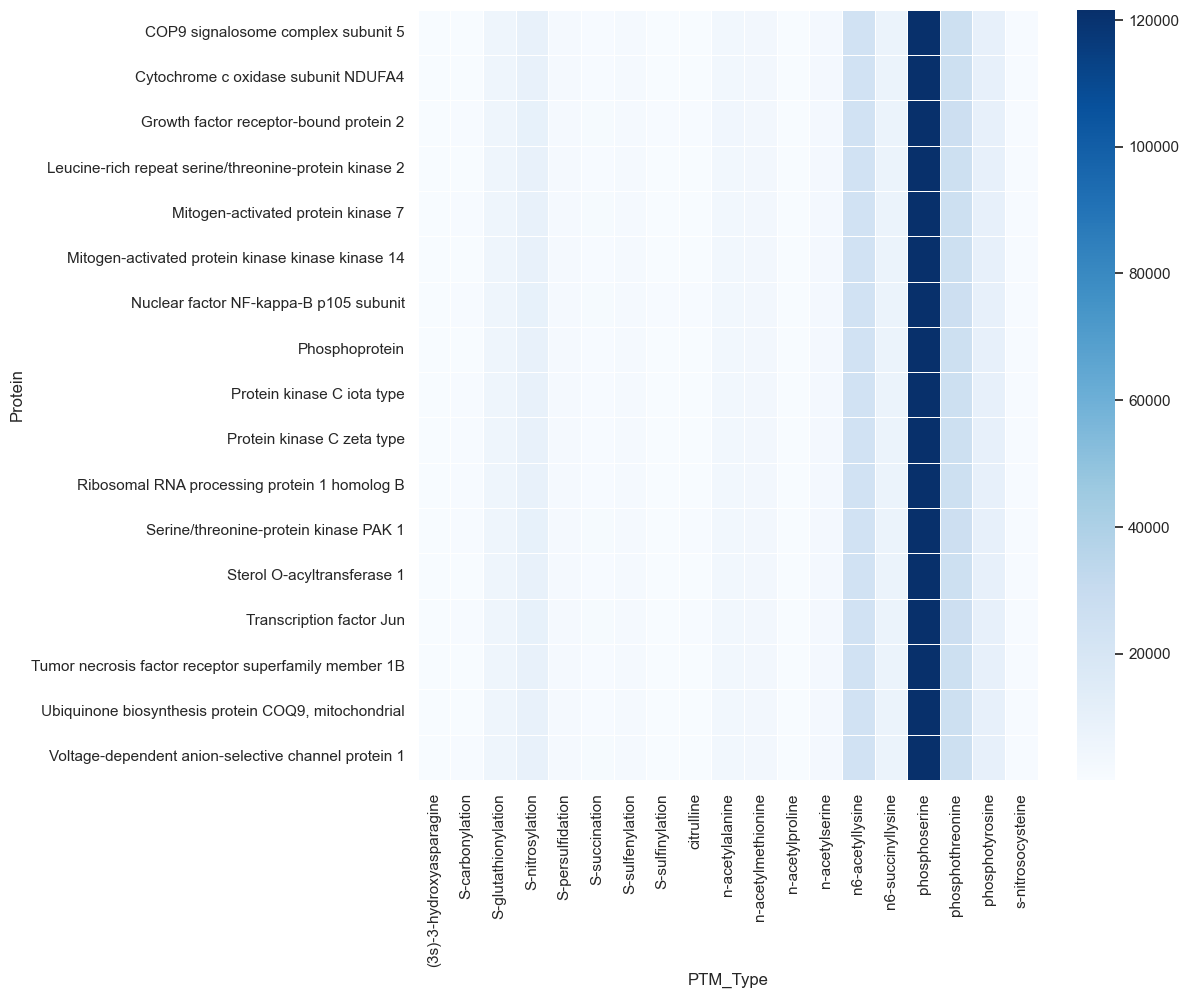 COP9 signalosome complex subunit 5
Cytochrome c oxidase subunit NDUFA4
Growth factor receptor-bound protein 2
Leucine-rich repeat serine/threonine-protein kinase 2
Mitogen-activated protein kinase 7
Mitogen-activated protein kinase kinase kinase 14
Nuclear factor NF-kappa-B p105 subunit
Phosphoprotein
Protein kinase C iota type
Protein kinase C zeta type
Ribosomal RNA processing protein 1 homolog B
Serine/threonine-protein kinase PAK 1
Sterol O-acyltransferase 1
Transcription factor Jun
Tumor necrosis factor receptor superfamily member 1B
Ubiquinone biosynthesis protein COQ9, mitochondrial
Voltage-dependent anion-selective channel protein 1
Protein
(3s)-3-hydroxyasparagine
S-carbonylation
S-glutathionylation
S-nitrosylation
S-persulfidation
S-succination
S-sulfenylation
S-sulfinylation
citrulline
n-acetylalanine
n-acetylmethionine
n-acetylproline
n-acetylserine
n6-acetyllysine
n6-succinyllysine
phosphoserine
phosphothreonine
phosphotyrosine
s-nitrosocysteine
PTM_Type
120000
100000
80000
60000
40000
20000